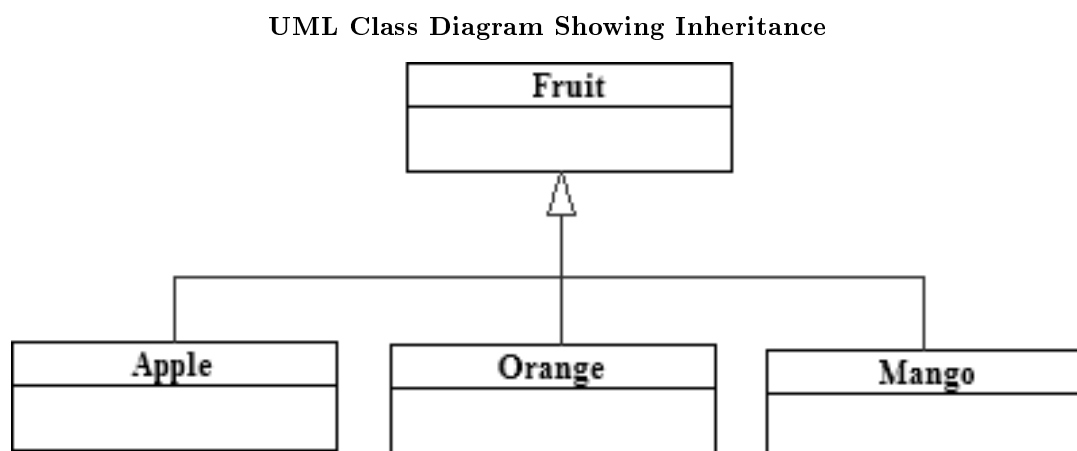 UML Class Diagram Showing Inheritance
Fruit
Apple
Orange
Mango